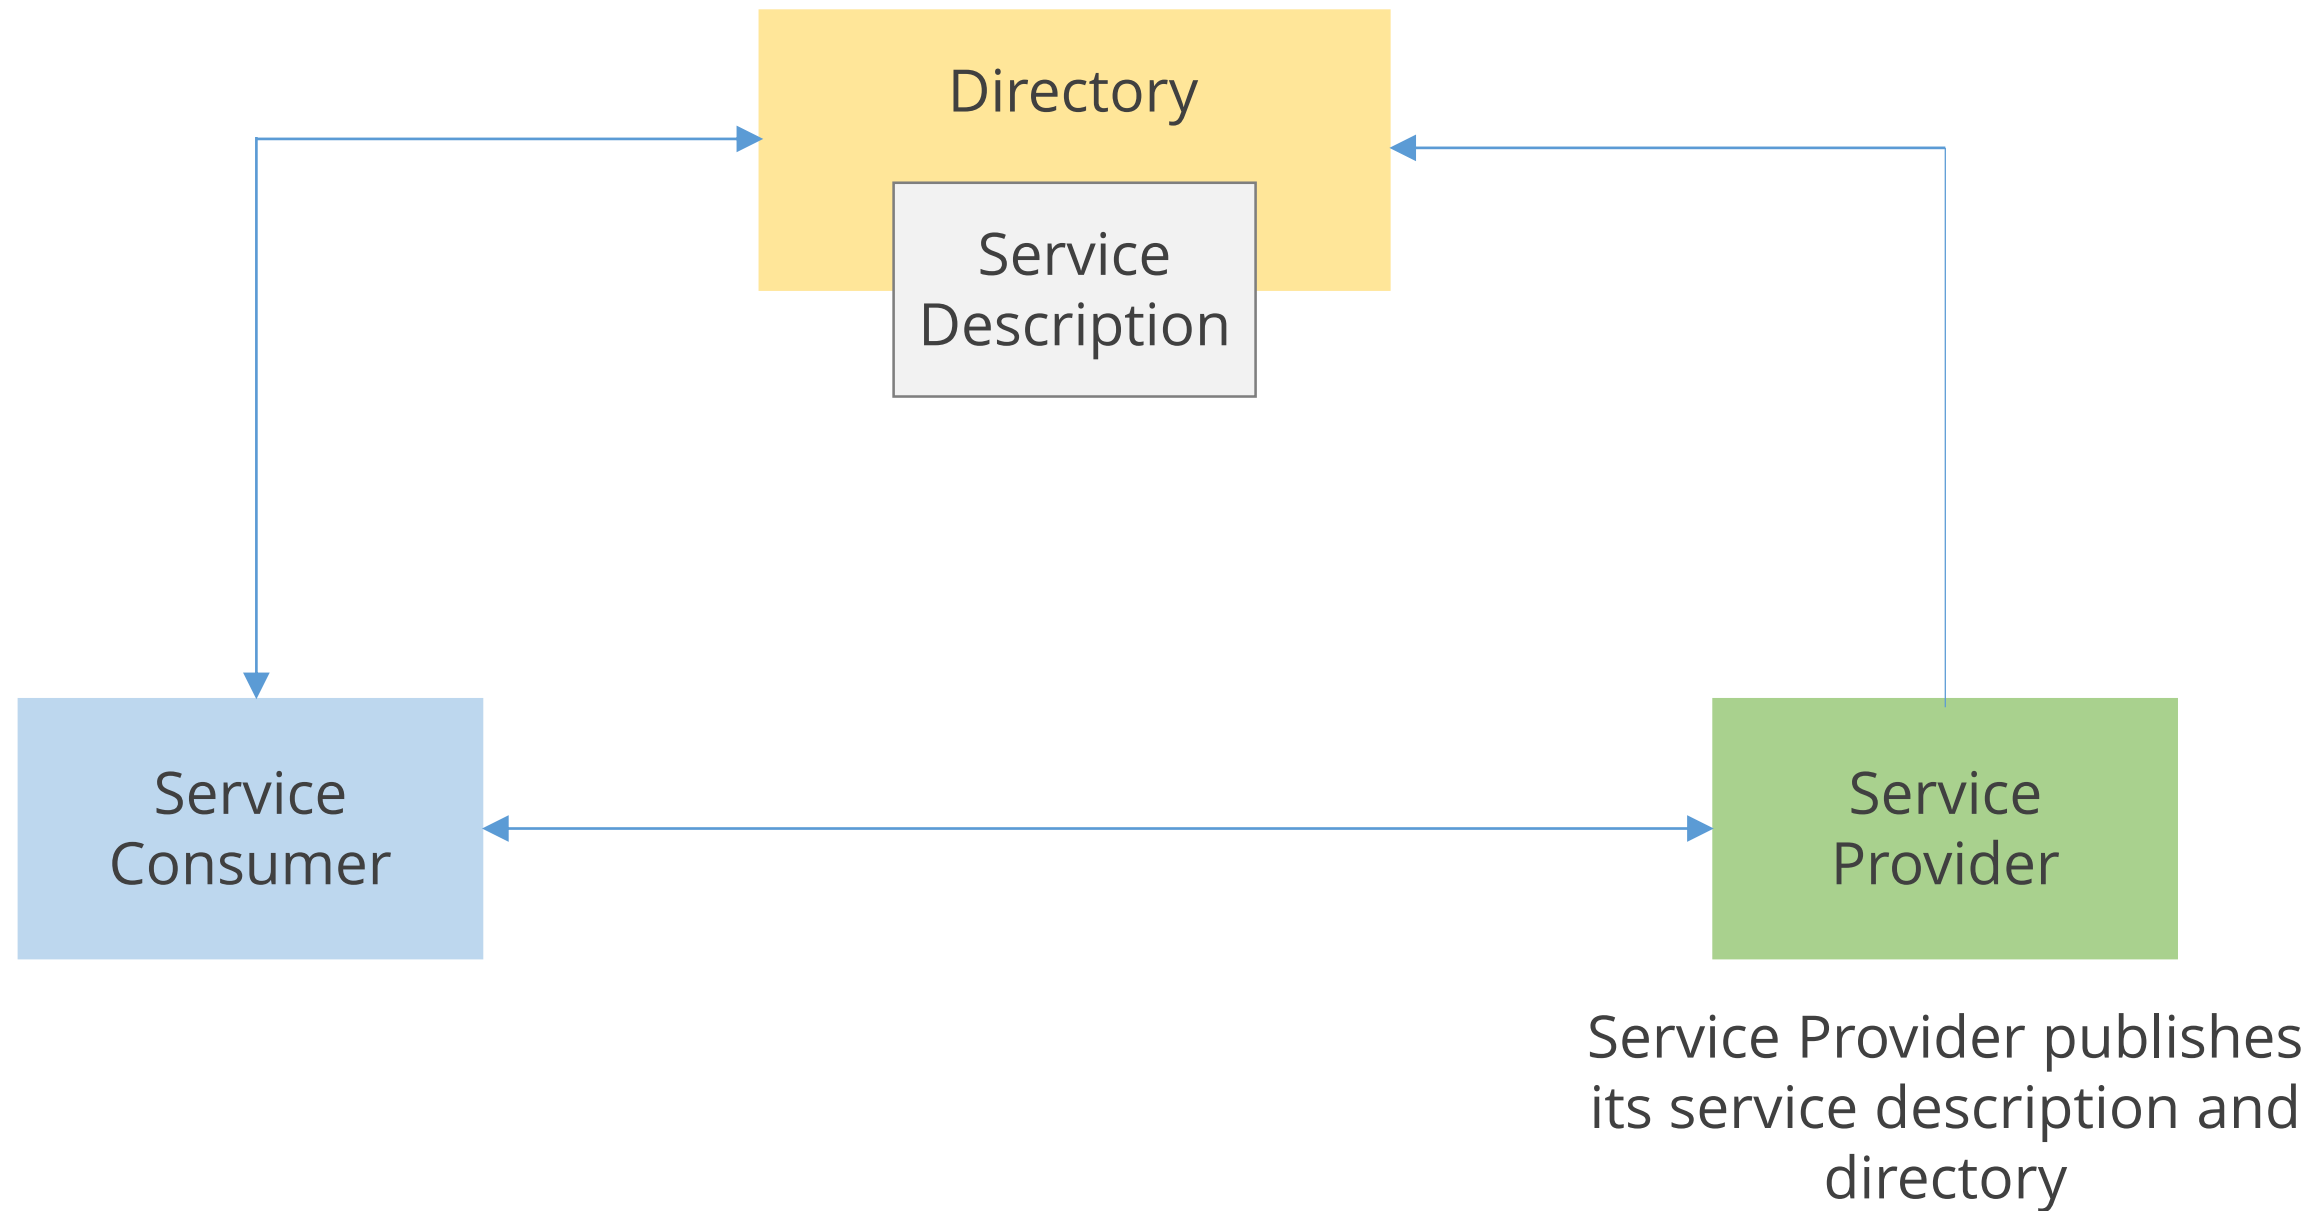 Directory
Service
Description
Service
Consumer
Service
Provider
Service Provider publishes
its service description and
directory